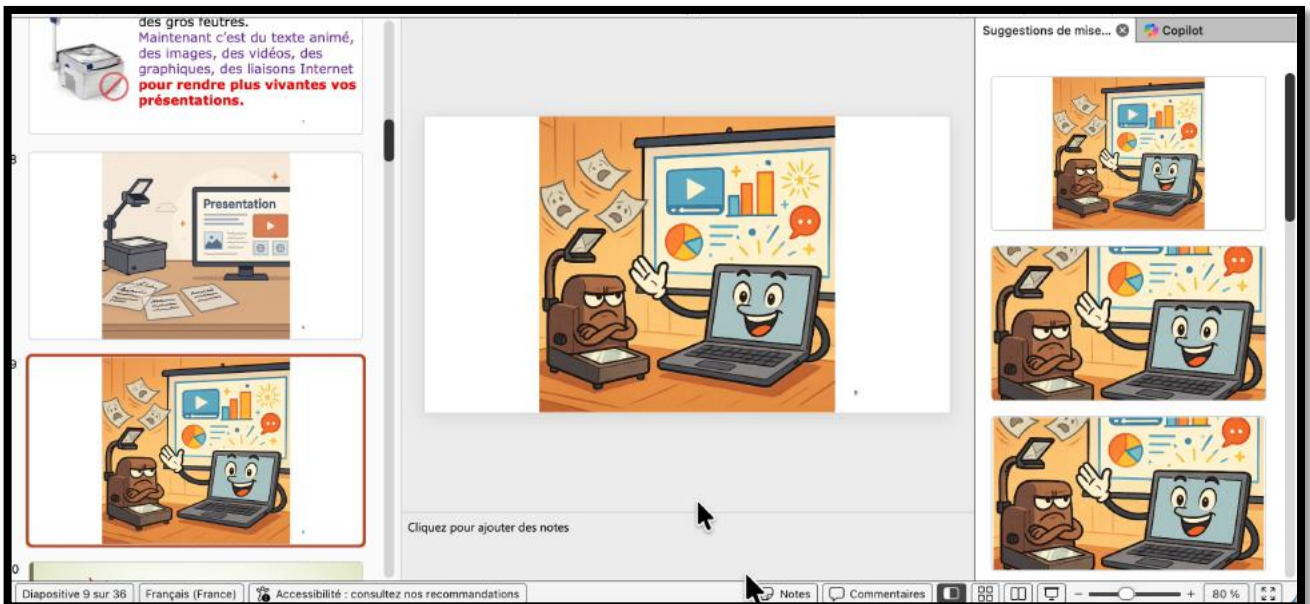 des gros feutres.
Maintenant c'est du texte animé,
des images, des vidéos, des
graphiques, des liaisons Internet
pour rendre plus vivantes vos
présentations.
8
Presentation
9
Cliquez pour ajouter des notes
Suggestions de mise...
Copilot
Diapositive 9 sur 36
Français (France)
Accessibilité : consultez nos recommandations
Notes
Commentaires
80 %